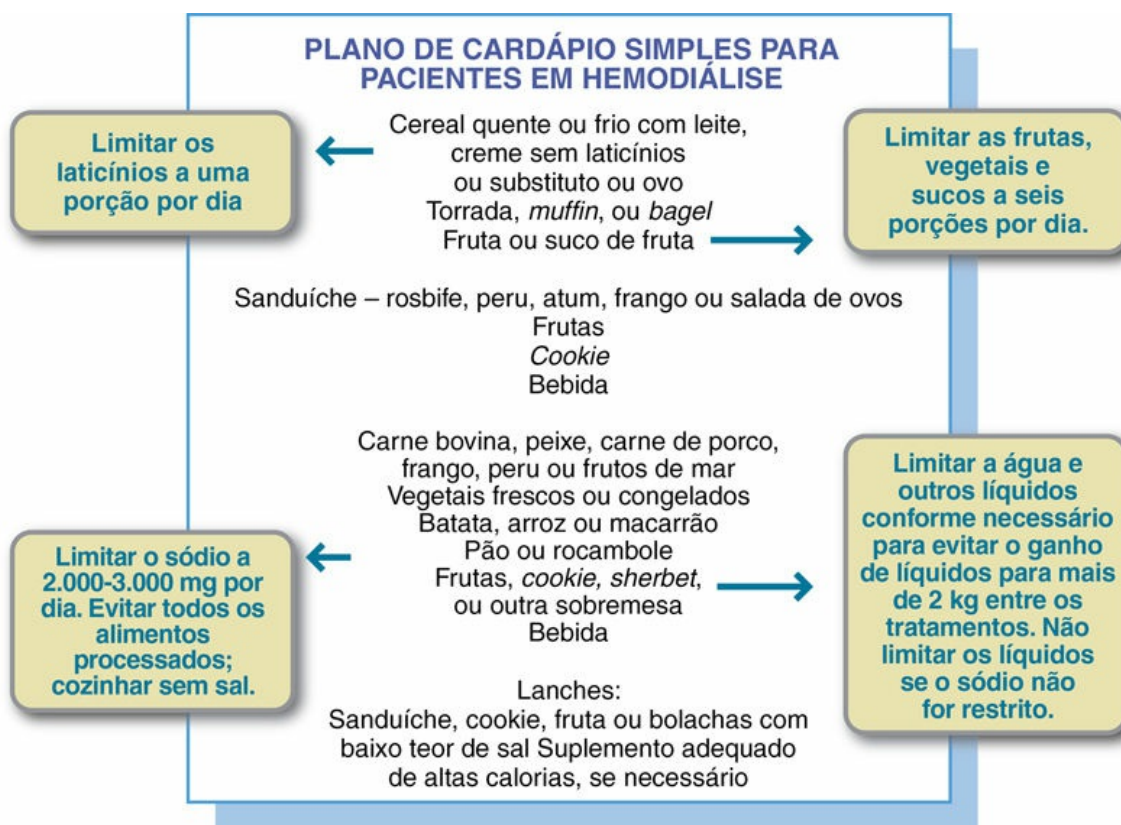 PLANO DE CARDÁPIO SIMPLES PARA
PACIENTES EM HEMODIÁLISE
Limitar os
laticínios a uma
porção por dia
Cereal quente ou frio com leite,
creme sem laticínios
ou substituto ou ovo
Torrada, muffin, ou bagel
Fruta ou suco de fruta
Limitar as frutas,
vegetais e
sucos a seis
porções por dia.
Sanduíche – rosbife, peru, atum, frango ou salada de ovos
Frutas
Cookie
Bebida
Carne bovina, peixe, carne de porco,
frango, peru ou frutos de mar
Vegetais frescos ou congelados
Batata, arroz ou macarrão
Pão ou rocambole
Frutas, cookie, sherbet,
ou outra sobremesa
Bebida
Limitar o sódio a
2.000-3.000 mg por
dia. Evitar todos os
alimentos
processados;
cozinhar sem sal.
Limitar a água e
outros líquidos
conforme necessário
para evitar o ganho
de líquidos para mais
de 2 kg entre os
tratamentos. Não
limitar os líquidos
se o sódio não
for restrito.
Lanches:
Sanduíche, cookie, fruta ou bolachas com
baixo teor de sal Suplemento adequado
de altas calorias, se necessário